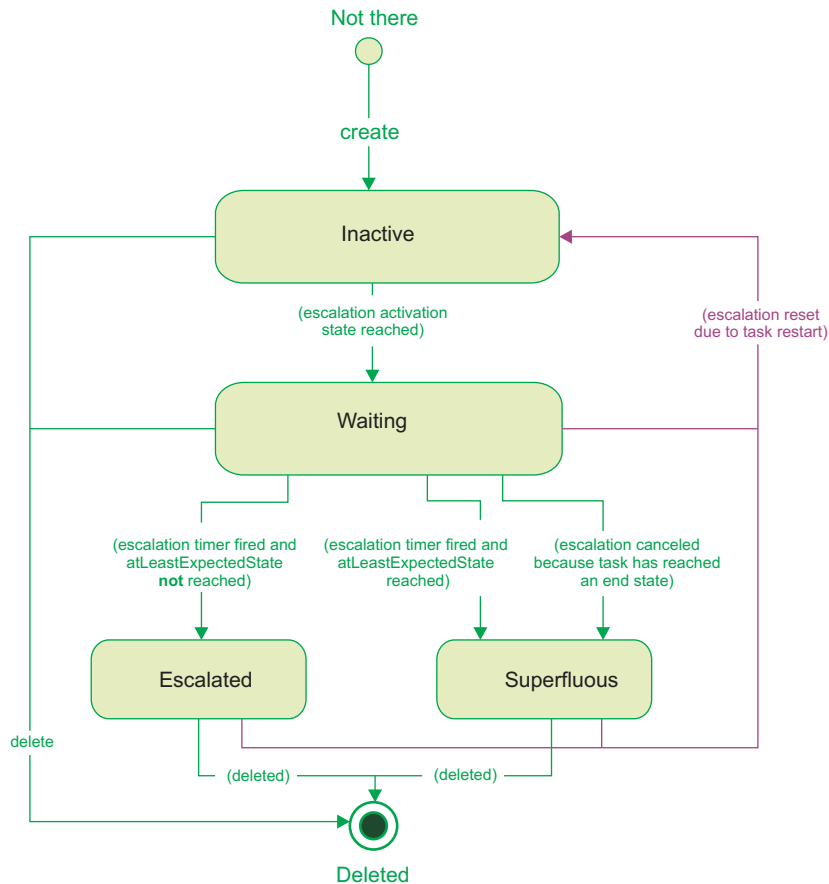 Not there
create
Inactive
(escalation activation
state reached)
(escalation reset
due to task restart)
Waiting
(escalation timer fired and
atLeastExpectedState
not reached)
(escalation timer fired and
atLeastExpectedState
reached)
(escalation canceled
because task has reached
an end state)
Escalated
Superfluous
delete
(deleted)
(deleted)
Deleted